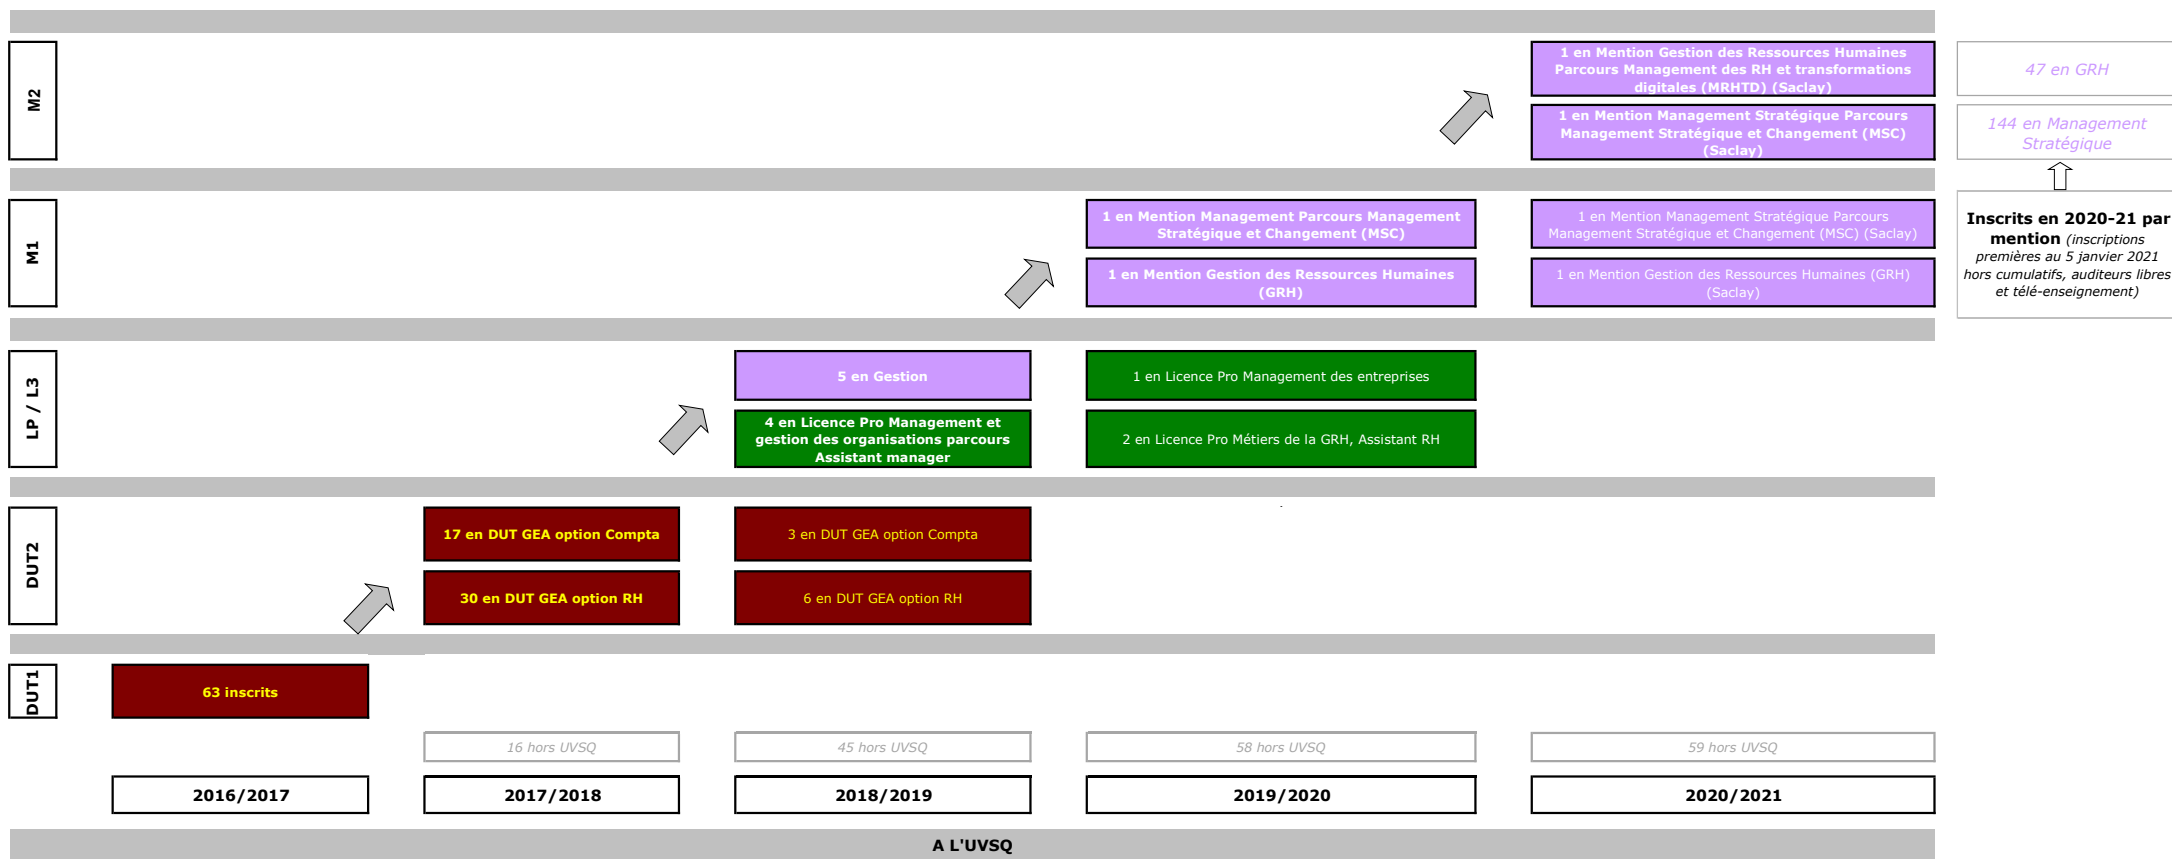 M2
1 en Mention Gestion des Ressources Humaines
Parcours Management des RH et transformations
digitales (MRHTD) (Saclay)
47 en GRH
1 en Mention Management Stratégique Parcours
Management Stratégique et Changement (MSC)
(Saclay)
144 en Management
Stratégique
M1
1 en Mention Management Parcours Management
Stratégique et Changement (MSC)
1 en Mention Management Stratégique Parcours
Management Stratégique et Changement (MSC) (Saclay)
1 en Mention Gestion des Ressources Humaines
(GRH)
1 en Mention Gestion des Ressources Humaines (GRH)
(Saclay)
Inscrits en 2020-21 par
mention (inscriptions
premières au 5 janvier 2021
hors cumulatifs, auditeurs libres
et télé-enseignement)
LP / L3
5 en Gestion
1 en Licence Pro Management des entreprises
4 en Licence Pro Management et
gestion des organisations parcours
Assistant manager
2 en Licence Pro Métiers de la GRH, Assistant RH
DUT2
17 en DUT GEA option Compta
3 en DUT GEA option Compta
30 en DUT GEA option RH
6 en DUT GEA option RH
DUT1
63 inscrits
16 hors UVSQ
45 hors UVSQ
58 hors UVSQ
59 hors UVSQ
2016/2017
2017/2018
2018/2019
2019/2020
2020/2021
A L'UVSQ